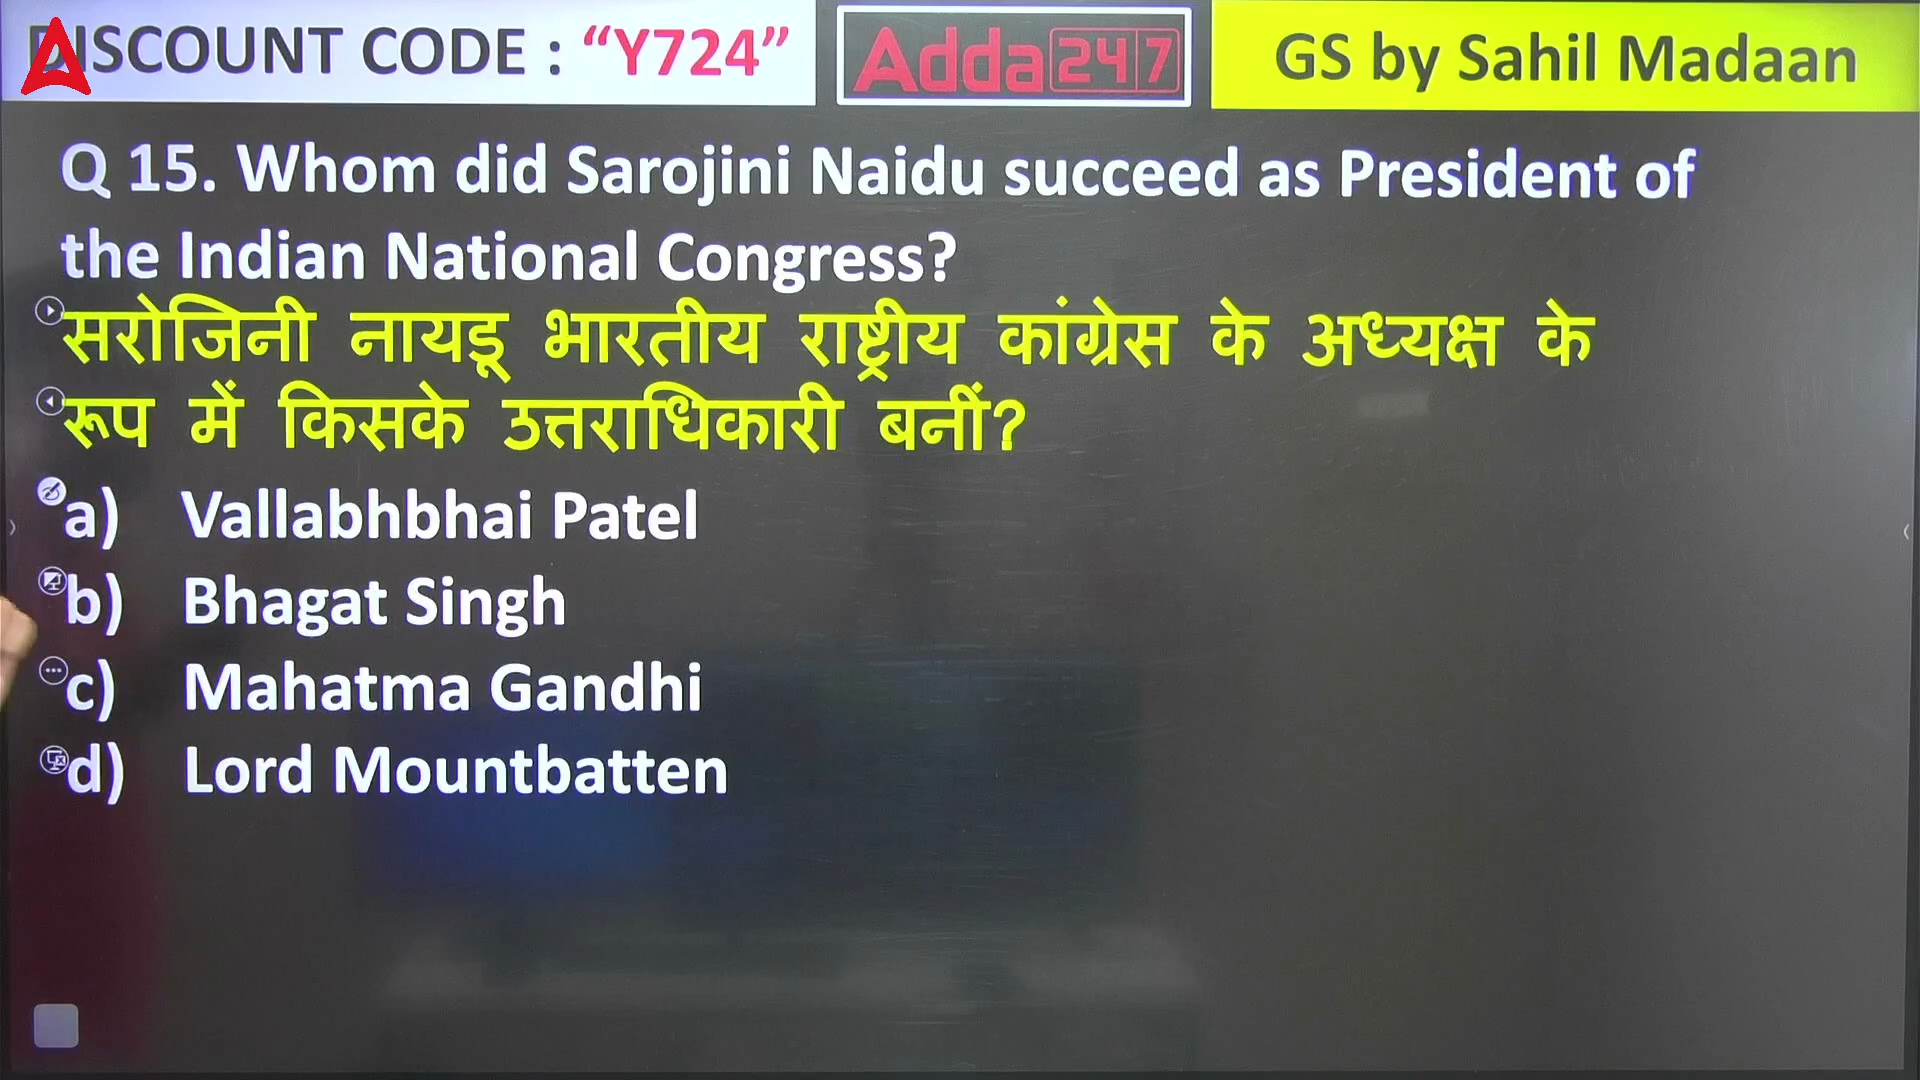 DISCOUNT CODE : “Y724”
Adda247
GS by Sahil Madaan
Q 15. Whom did Sarojini Naidu succeed as President of
the Indian National Congress?
सरोजिनी नायडू भारतीय राष्ट्रीय कांग्रेस के अध्यक्ष के
रूप में किसके उत्तराधिकारी बनीं?
a) Vallabhbhai Patel
b) Bhagat Singh
c) Mahatma Gandhi
d) Lord Mountbatten